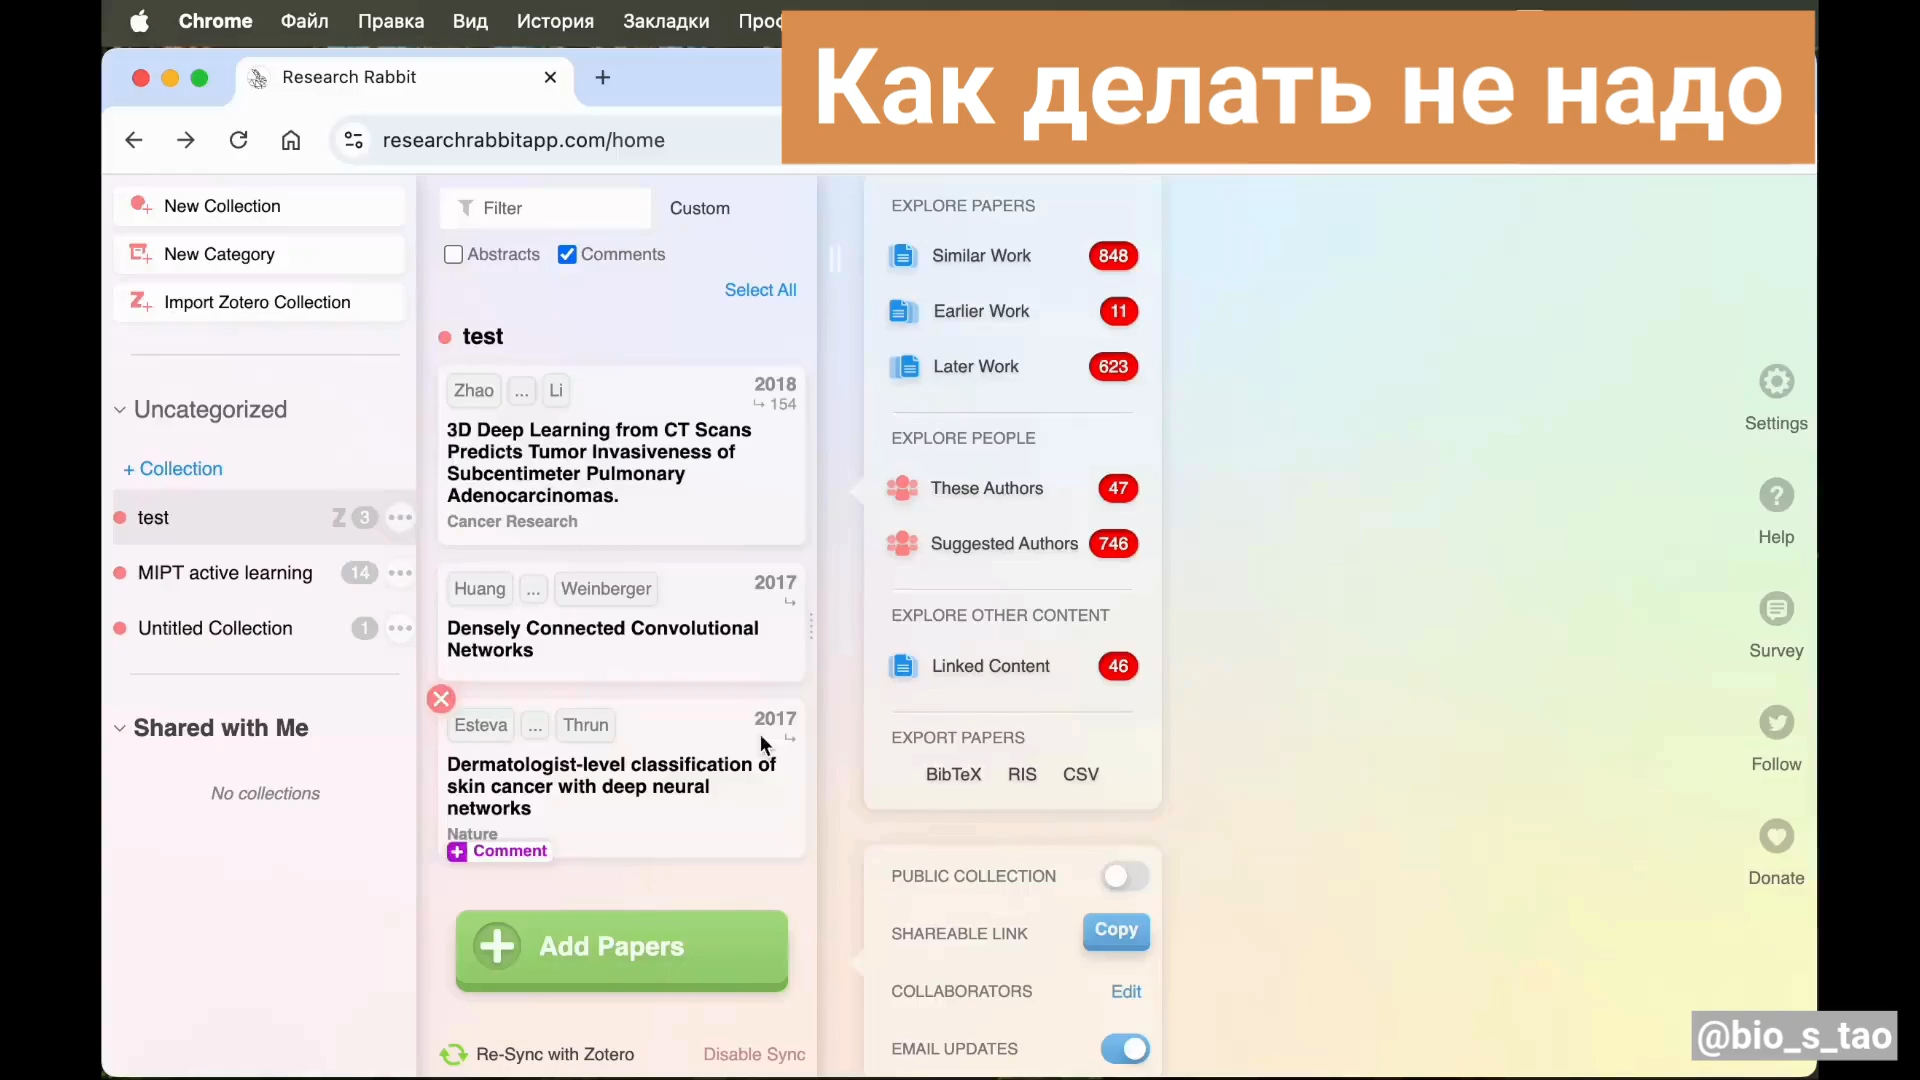 Chrome Файл Правка Вид История Закладки
Как делать не надо
Research Rabbit
researchrabbitapp.com/home
New Collection
New Category
Import Zotero Collection
Uncategorized
+ Collection
test Z 3
MIPT active learning 14
Untitled Collection 1
Shared with Me
No collections
Filter Custom
Abstracts Comments
Select All
test
Zhao ... Li 2018
154
3D Deep Learning from CT Scans
Predicts Tumor Invasiveness of
Subcentimeter Pulmonary
Adenocarcinomas.
Cancer Research
Huang ... Weinberger 2017
Densely Connected Convolutional
Networks
Esteva ... Thrun 2017
Dermatologist-level classification of
skin cancer with deep neural
networks
Nature
Comment
Add Papers
Re-Sync with Zotero Disable Sync
EXPLORE PAPERS
Similar Work 848
Earlier Work 11
Later Work 623
EXPLORE PEOPLE
These Authors 47
Suggested Authors 746
EXPLORE OTHER CONTENT
Linked Content 46
EXPORT PAPERS
BibTeX RIS CSV
PUBLIC COLLECTION
SHAREABLE LINK Copy
COLLABORATORS Edit
EMAIL UPDATES
Settings
Help
Survey
Follow
Donate
@bio_s_tao